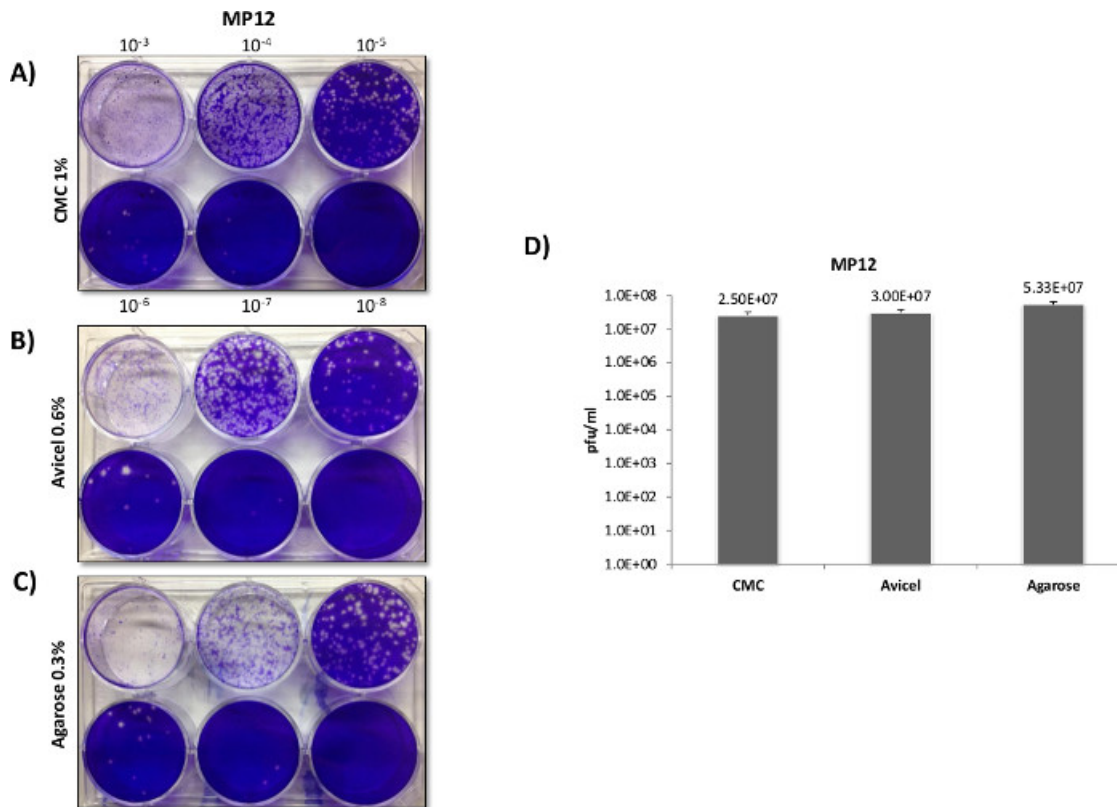 MP12
10⁻³ 10⁻⁴ 10⁻⁵
A)
CMC 1%
10⁻⁶ 10⁻⁷ 10⁻⁸
B)
Avicel 0.6%
C)
Agarose 0.3%
D)
MP12
2.50E+07 3.00E+07 5.33E+07
pfu/ml
1.0E+08
1.0E+07
1.0E+06
1.0E+05
1.0E+04
1.0E+03
1.0E+02
1.0E+01
1.0E+00
CMC Avicel Agarose